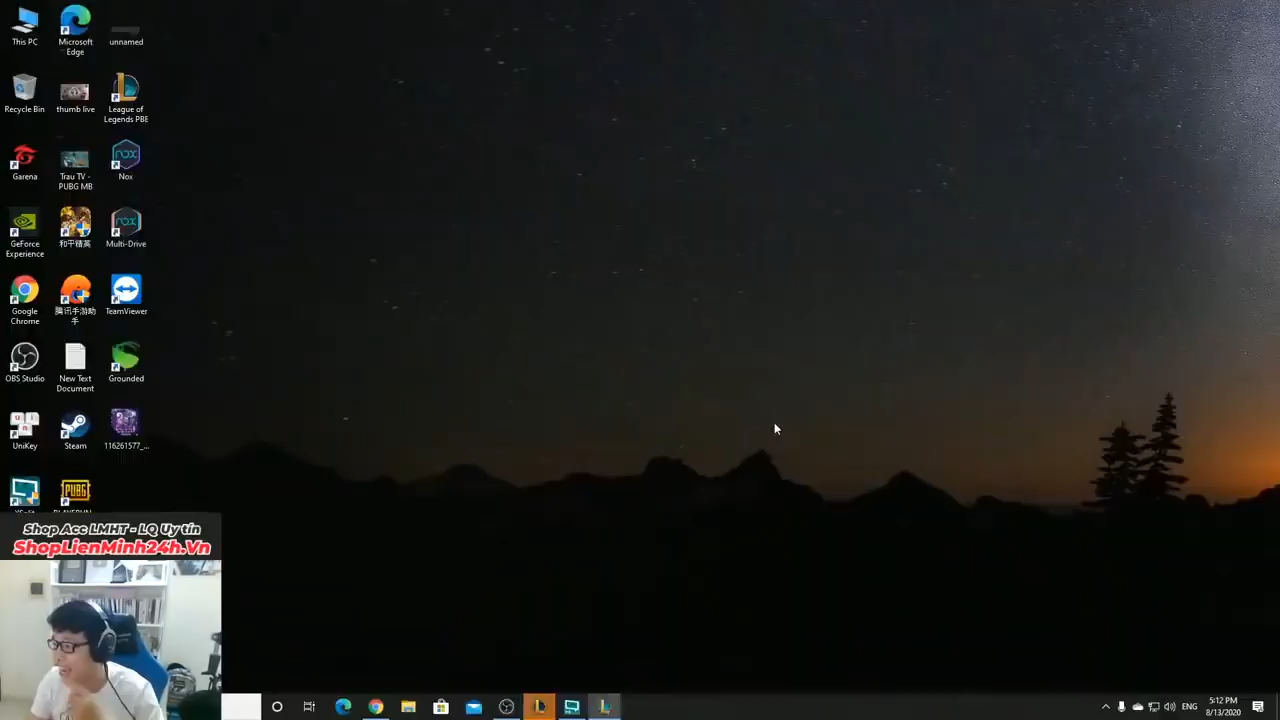 This PC
Microsoft
Edge
unnamed
Recycle Bin
thumb live
League of
Legends PBE
Garena
Trau TV -
PUBG MB
nox
Nox
GeForce
Experience
和平精英
nox
Multi-Drive
Google
Chrome
腾讯手游助
手
TeamViewer
OBS Studio
New Text
Document
Grounded
UniKey
Steam
116261577_...
PUBG
Shop Acc LMHT - LQ Uy tín
ShopLienMinh24h.Vn
ENG
5:12 PM
8/13/2020